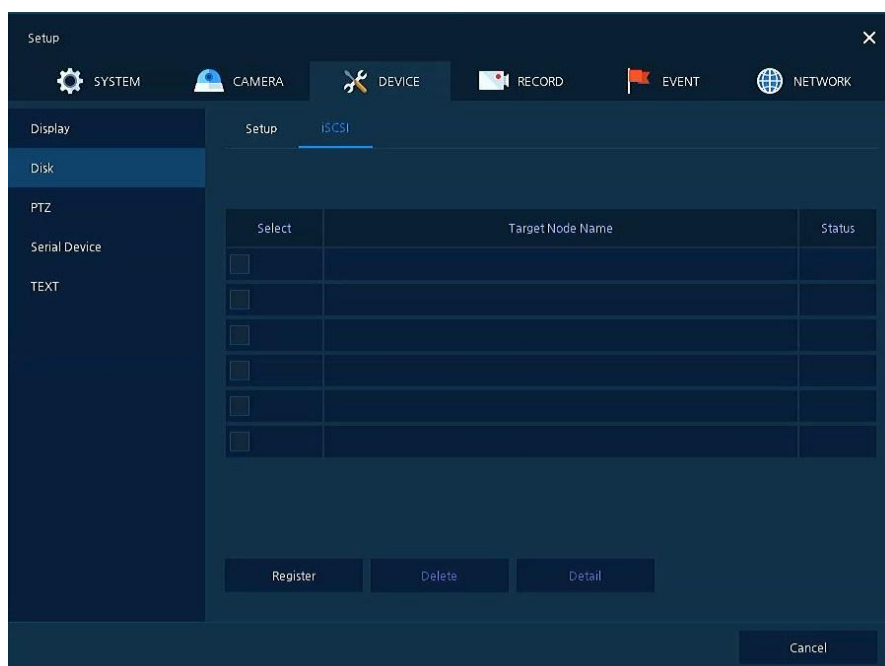 Setup
SYSTEM CAMERA DEVICE RECORD EVENT NETWORK
Display
Disk
PTZ
Serial Device
TEXT
Setup iSCSI
Select Target Node Name Status
Register Delete Detail
Cancel